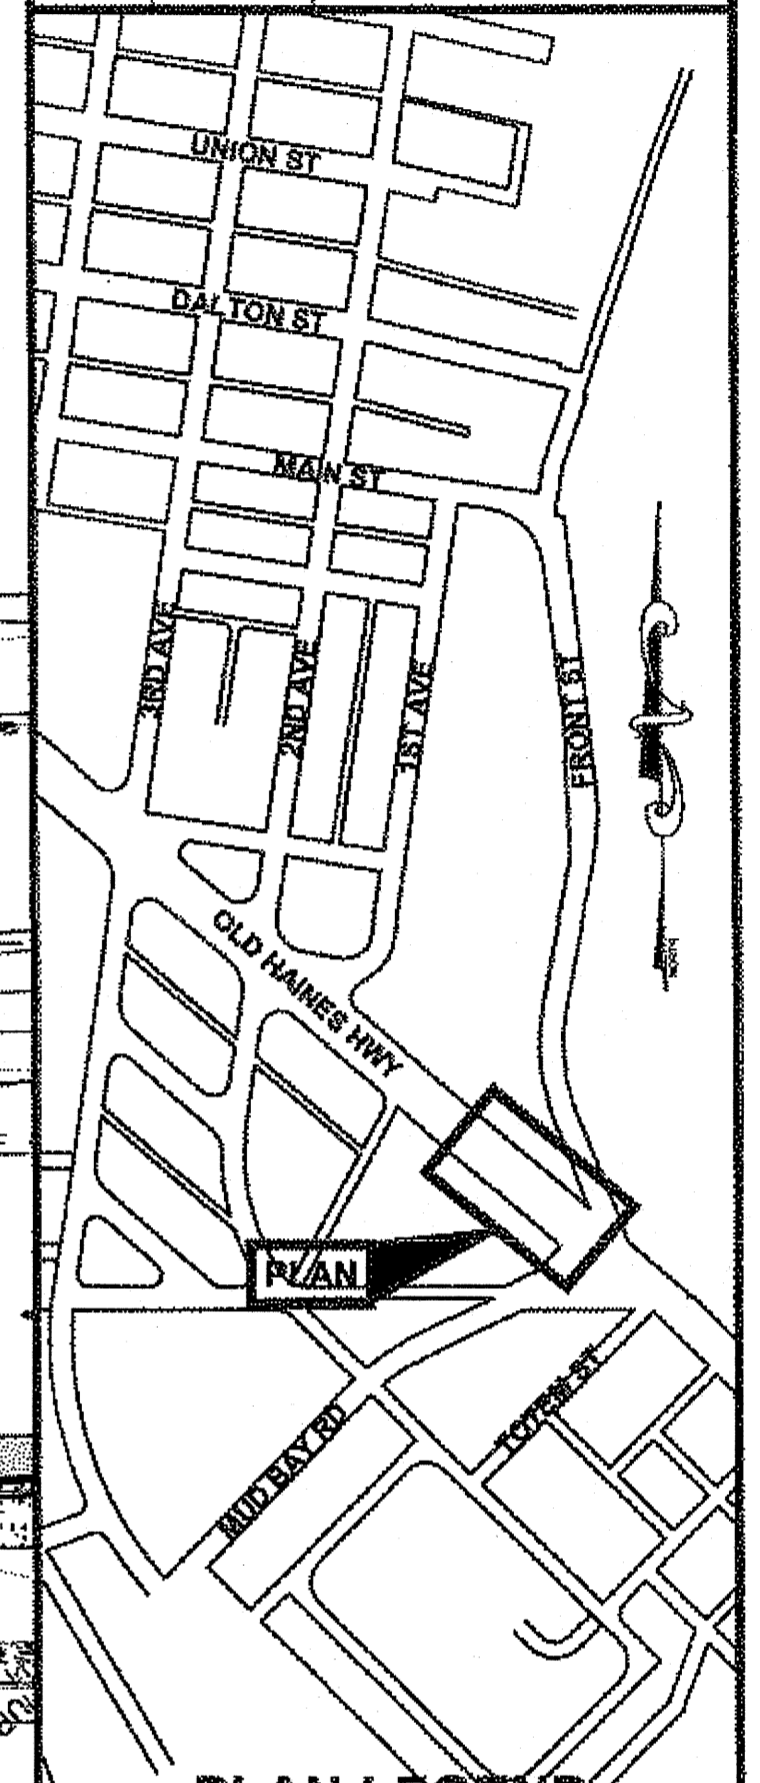 UNION ST
DALTON ST
MAIN ST
3RD AVE
2ND AVE
1ST AVE
FRONT ST
OLD HAINES HWY
PLAN
TOTEM ST
MUD BAY RD